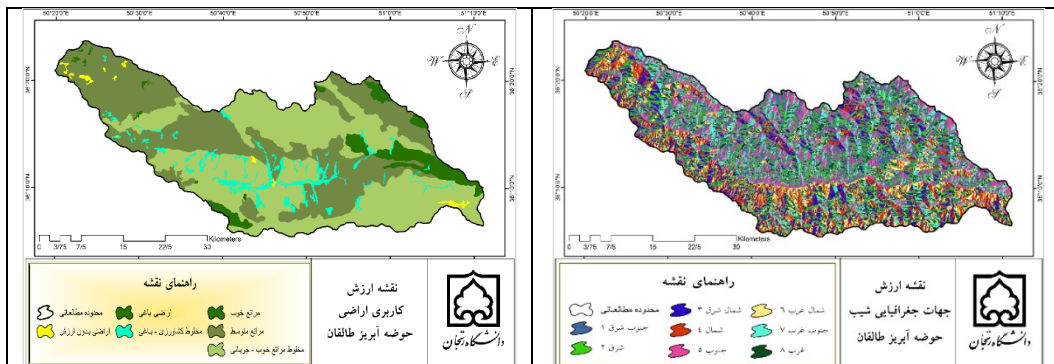 50°20'0"E 50°30'0"E 50°40'0"E 50°50'0"E 51°0'0"E 51°10'0"E
N
W E
S
36°20'0"N
36°10'0"N
Kilometers
0 3/75 7/5 15 22/5 30
راهنمای نقشه
محدوده مطالعاتی
اراضی باغی
مراتع خوب
اراضی بدون ارزش
مخلوط کشاورزی - باغی
مراتع متوسط
مخلوط مراتع خوب - جریانی
نقشه ارزش
کاربری اراضی
حوضه آبریز طالقان
دانشگاه زنجان
50°20'0"E 50°30'0"E 50°40'0"E 50°50'0"E 51°0'0"E 51°10'0"E
N
W E
S
36°20'0"N
36°10'0"N
Kilometers
0 3/75 7/5 15 22/5 30
راهنمای نقشه
محدوده مطالعاتی
شمال شرق ۳
شمال غرب ۶
جنوب شرق ۱
شمال ۴
جنوب غرب ۷
شرق ۲
جنوب ۵
غرب ۸
نقشه ارزش
جهات جغرافیایی شیب
حوضه آبریز طالقان
دانشگاه زنجان